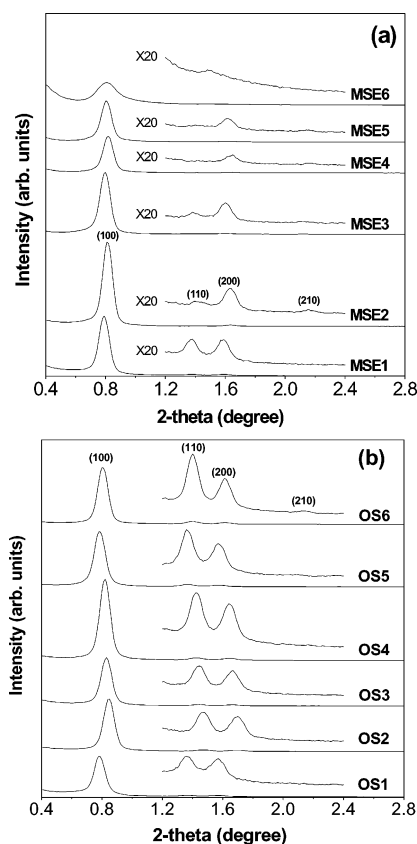 (a)
X20
MSE6
X20
MSE5
X20
MSE4
X20
MSE3
(100)
X20
(110)
(200)
(210)
MSE2
X20
MSE1
Intensity (arb. units)
0.4 0.8 1.2 1.6 2.0 2.4 2.8
2-theta (degree)
(b)
(100)
(110)
(200)
(210)
OS6
OS5
OS4
OS3
OS2
OS1
Intensity (arb. units)
0.4 0.8 1.2 1.6 2.0 2.4 2.8
2-theta (degree)